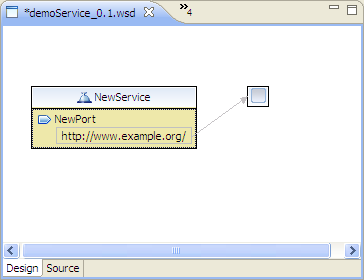 *demoService_0.1.wsd
»4
NewService
NewPort
http://www.example.org/
Design
Source